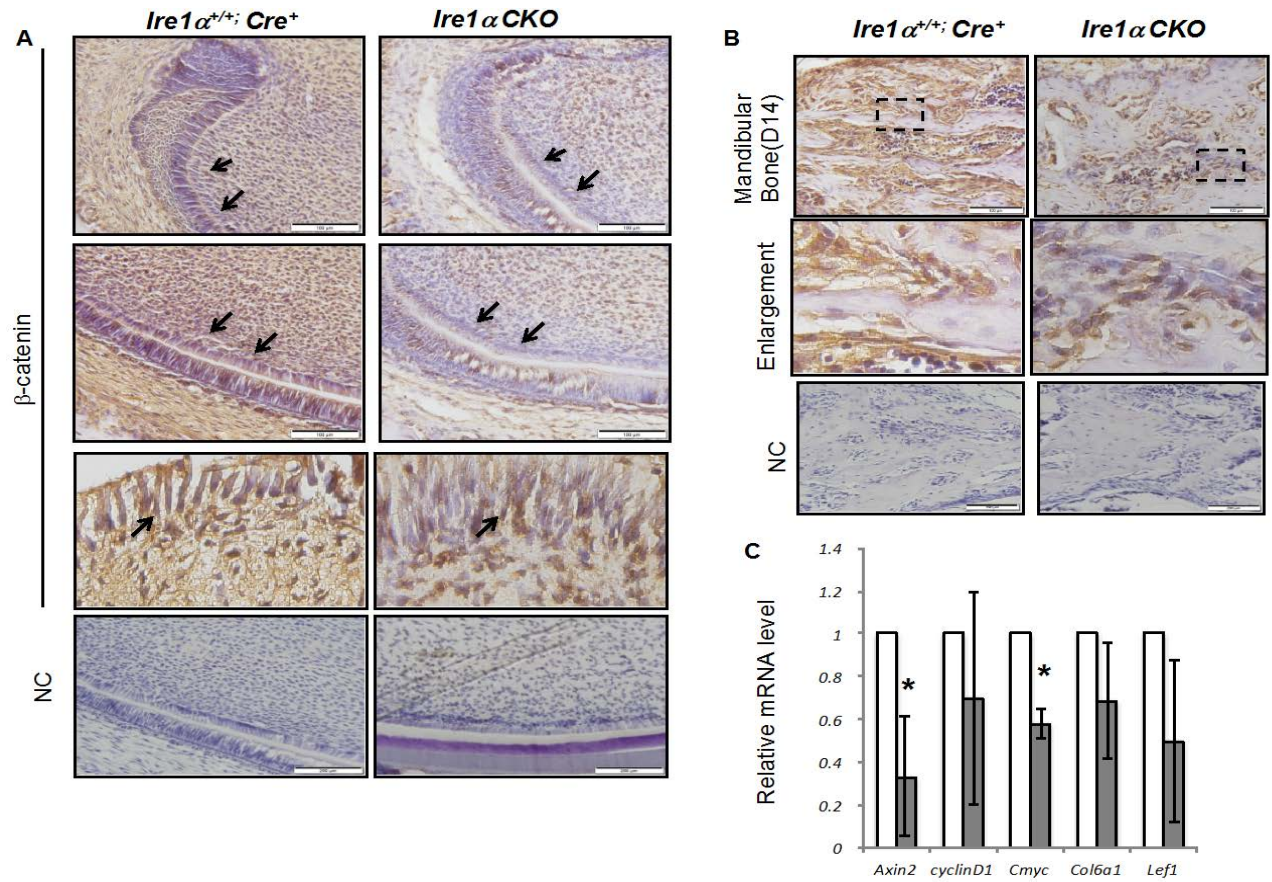 Ire1α+/+; Cre+
Ire1α CKO
A
β-catenin
NC
B
Ire1α+/+; Cre+
Ire1α CKO
Mandibular
Bone(D14)
Enlargement
NC
C
Relative mRNA level
1.4
1.2
1
0.8
0.6
0.4
0.2
0
*
*
Axin2 cyclinD1 Cmyc Col6a1 Lef1